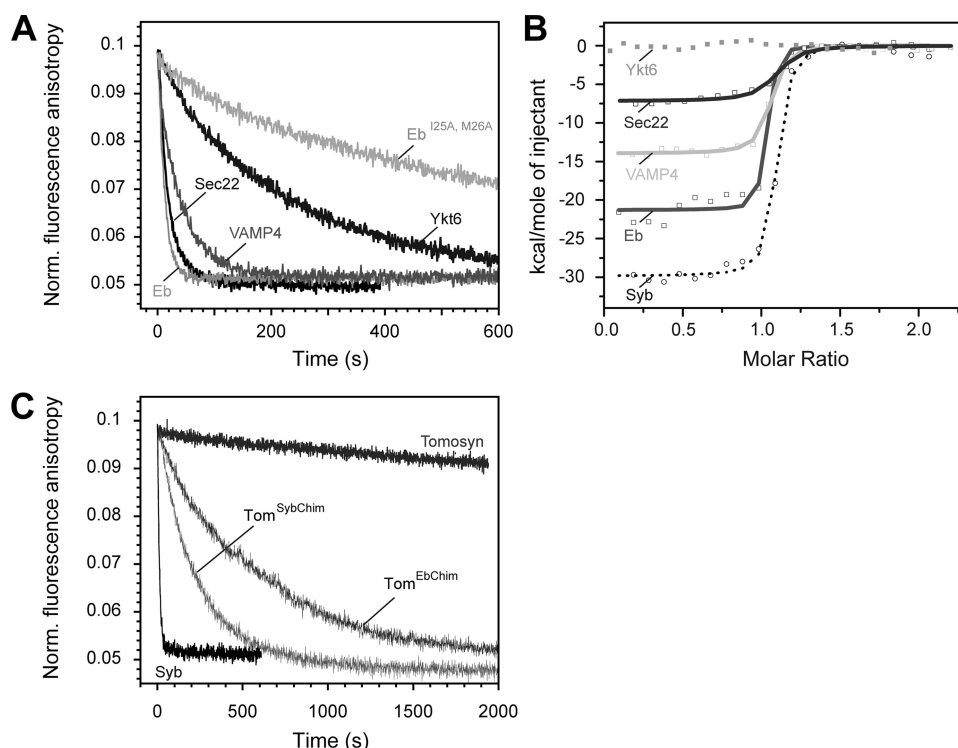 A
Norm. fluorescence anisotropy
0.1
0.09
0.08
0.07
0.06
0.05
Eb I25A, M26A
Sec22
VAMP4
Ykt6
Eb
0
200
400
600
Time (s)
B
kcal/mole of injectant
0
-5
-10
-15
-20
-25
-30
Ykt6
Sec22
VAMP4
Eb
Syb
0.0
0.5
1.0
1.5
2.0
Molar Ratio
C
Norm. fluorescence anisotropy
0.1
0.09
0.08
0.07
0.06
0.05
Tomosyn
Tom SybChim
Tom EbChim
Syb
0
500
1000
1500
2000
Time (s)